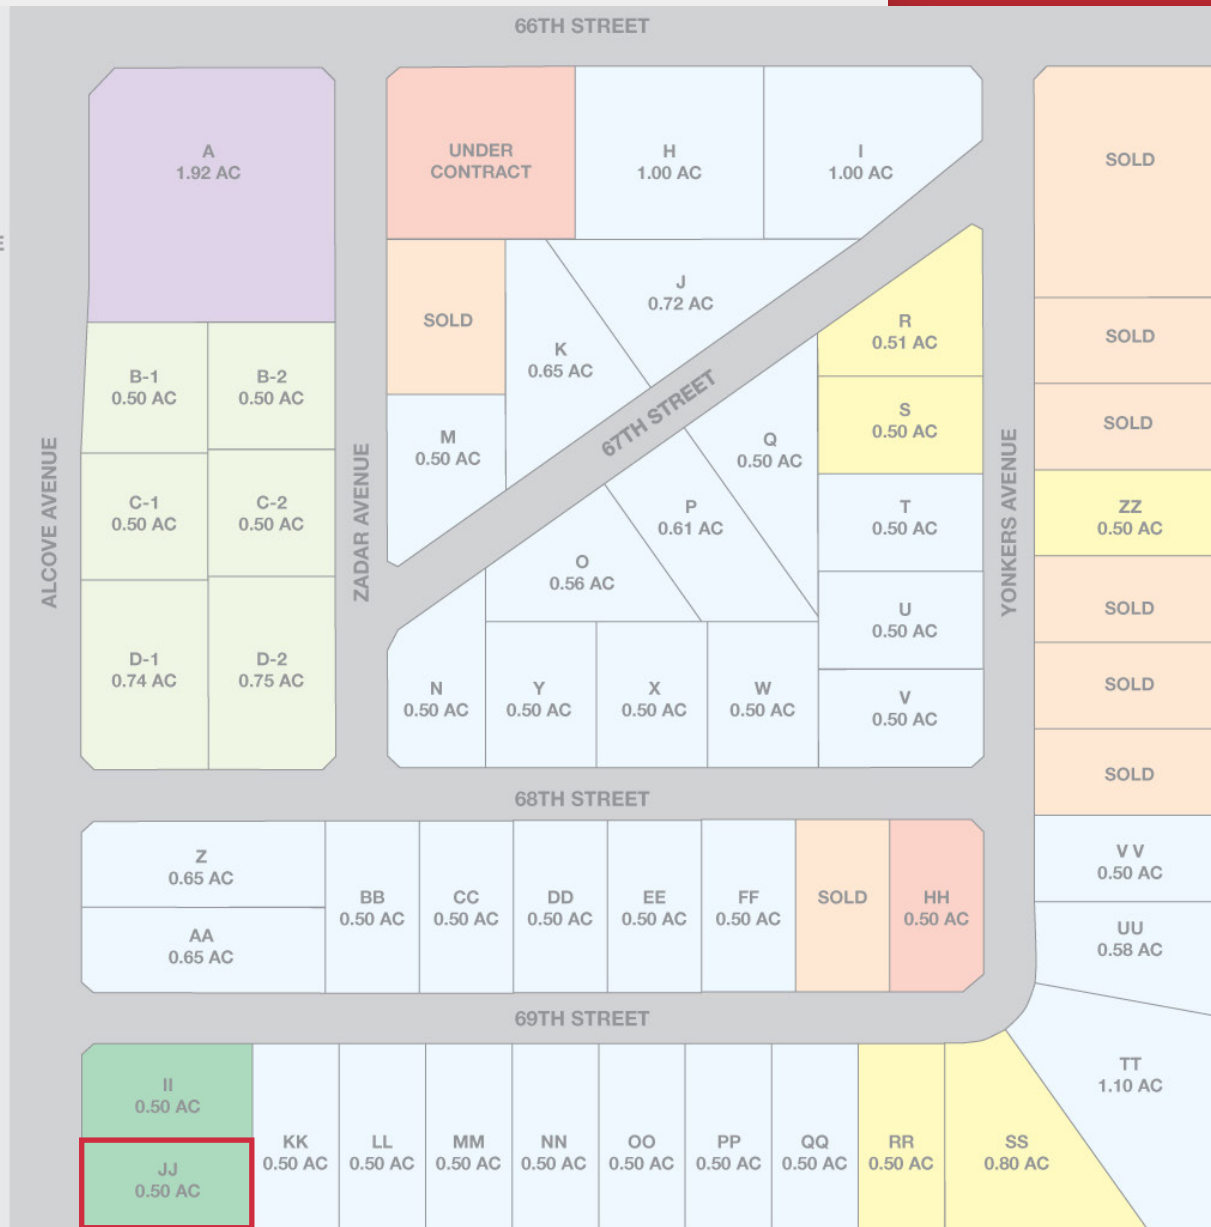 66TH STREET
A
1.92 AC
UNDER
CONTRACT
H
1.00 AC
I
1.00 AC
SOLD
J
0.72 AC
SOLD
K
0.65 AC
R
0.51 AC
SOLD
B-1
0.50 AC
B-2
0.50 AC
M
0.50 AC
67TH STREET
Q
0.50 AC
S
0.50 AC
SOLD
ALCOVE AVENUE
C-1
0.50 AC
C-2
0.50 AC
ZADAR AVENUE
P
0.61 AC
T
0.50 AC
YONKERS AVENUE
ZZ
0.50 AC
O
0.56 AC
U
0.50 AC
SOLD
D-1
0.74 AC
D-2
0.75 AC
N
0.50 AC
Y
0.50 AC
X
0.50 AC
W
0.50 AC
V
0.50 AC
SOLD
SOLD
68TH STREET
Z
0.65 AC
AA
0.65 AC
BB
0.50 AC
CC
0.50 AC
DD
0.50 AC
EE
0.50 AC
FF
0.50 AC
SOLD
HH
0.50 AC
V V
0.50 AC
UU
0.58 AC
69TH STREET
TT
1.10 AC
II
0.50 AC
JJ
0.50 AC
KK
0.50 AC
LL
0.50 AC
MM
0.50 AC
NN
0.50 AC
OO
0.50 AC
PP
0.50 AC
QQ
0.50 AC
RR
0.50 AC
SS
0.80 AC